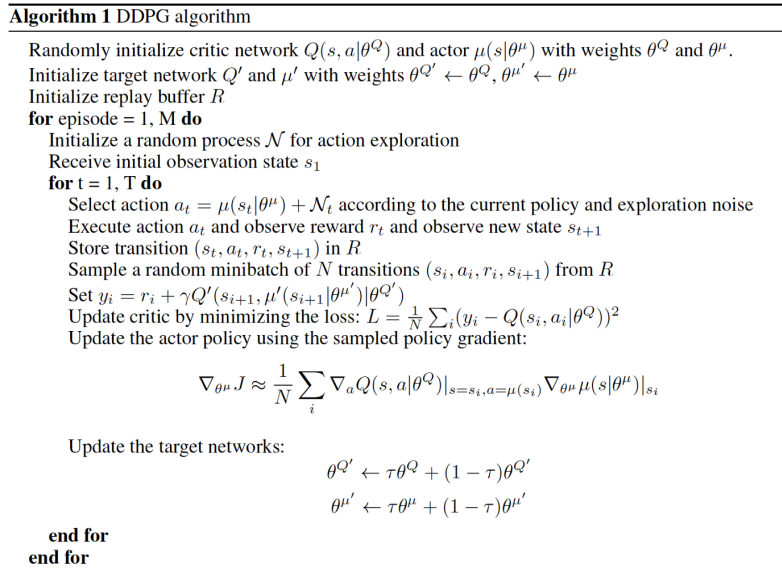 Algorithm 1 DDPG algorithm
Randomly initialize critic network Q(s, a|θ^Q) and actor μ(s|θ^μ) with weights θ^Q and θ^μ.
Initialize target network Q′ and μ′ with weights θ^{Q′} ← θ^Q, θ^{μ′} ← θ^μ
Initialize replay buffer R
for episode = 1, M do
Initialize a random process 𝒩 for action exploration
Receive initial observation state s_1
for t = 1, T do
Select action a_t = μ(s_t|θ^μ) + 𝒩_t according to the current policy and exploration noise
Execute action a_t and observe reward r_t and observe new state s_{t+1}
Store transition (s_t, a_t, r_t, s_{t+1}) in R
Sample a random minibatch of N transitions (s_i, a_i, r_i, s_{i+1}) from R
Set y_i = r_i + γQ′(s_{i+1}, μ′(s_{i+1}|θ^{μ′})|θ^{Q′})
Update critic by minimizing the loss: L = \frac{1}{N} ∑_i (y_i − Q(s_i, a_i|θ^Q))^2
Update the actor policy using the sampled policy gradient:
∇_{θ^μ} J ≈ \frac{1}{N} ∑_i ∇_a Q(s, a|θ^Q)|_{s=s_i, a=μ(s_i)} ∇_{θ^μ} μ(s|θ^μ)|_{s_i}
Update the target networks:
θ^{Q′} ← τθ^Q + (1 − τ)θ^{Q′}
θ^{μ′} ← τθ^μ + (1 − τ)θ^{μ′}
end for
end for